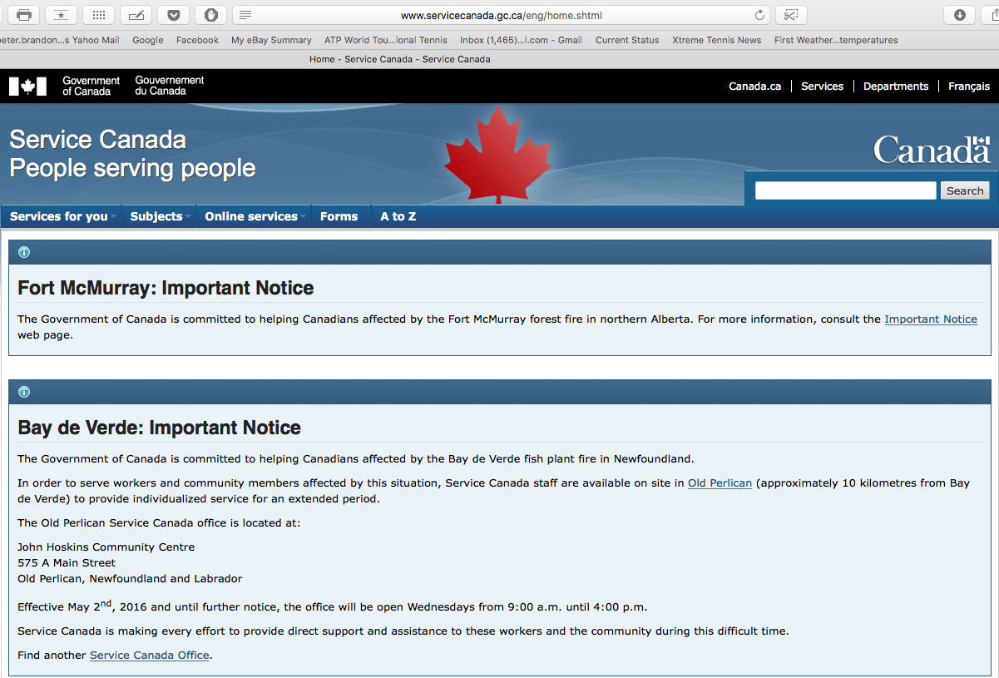 www.servicecanada.gc.ca/eng/home.shtml
eter.brandon...s Yahoo Mail Google Facebook My eBay Summary ATP World Tou...ional Tennis Inbox (1,465)...l.com - Gmail Current Status Xtreme Tennis News First Weather...temperatures
Home - Service Canada - Service Canada
Government of Canada
Gouvernement du Canada
Canada.ca Services Departments Français
Service Canada
People serving people
Canada
Search
Services for you Subjects Online services Forms A to Z
Fort McMurray: Important Notice
The Government of Canada is committed to helping Canadians affected by the Fort McMurray forest fire in northern Alberta. For more information, consult the Important Notice
web page.
Bay de Verde: Important Notice
The Government of Canada is committed to helping Canadians affected by the Bay de Verde fish plant fire in Newfoundland.
In order to serve workers and community members affected by this situation, Service Canada staff are available on site in Old Perlican (approximately 10 kilometres from Bay
de Verde) to provide individualized service for an extended period.
The Old Perlican Service Canada office is located at:
John Hoskins Community Centre
575 A Main Street
Old Perlican, Newfoundland and Labrador
Effective May 2nd, 2016 and until further notice, the office will be open Wednesdays from 9:00 a.m. until 4:00 p.m.
Service Canada is making every effort to provide direct support and assistance to these workers and the community during this difficult time.
Find another Service Canada Office.